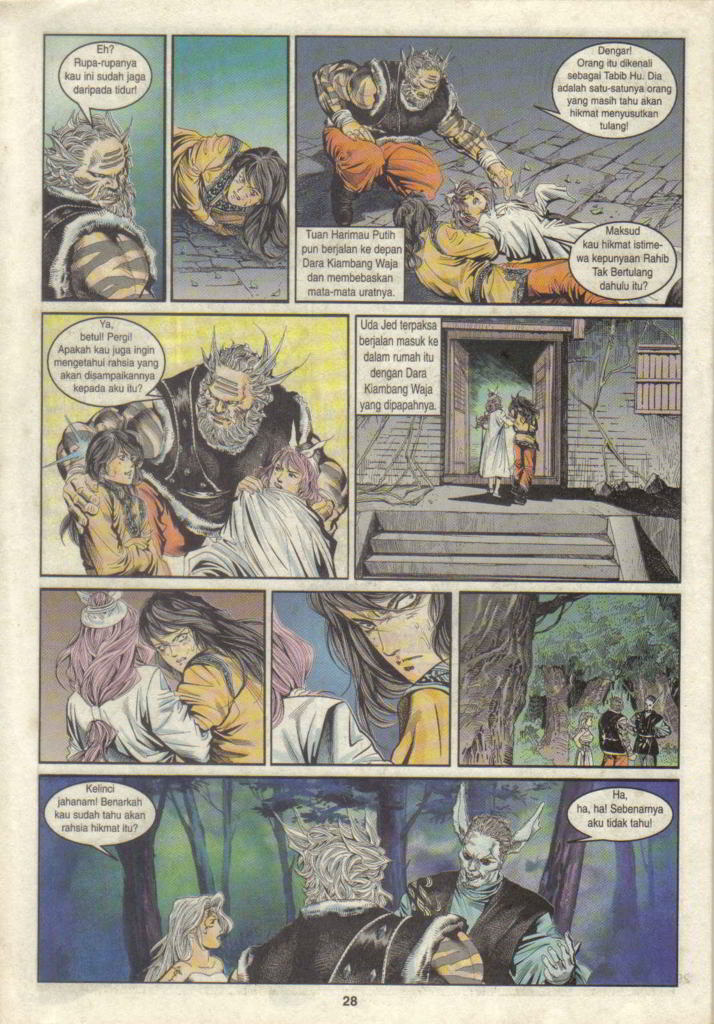 Eh?
Rupa-rupanya
kau ini sudah jaga
daripada tidur!
Dengar!
Orang itu dikenali
sebagai Tabib Hu. Dia
adalah satu-satunya orang
yang masih tahu akan
hikmat menyusutkan
tulang!
Tuan Harimau Putih
pun berjalan ke depan
Dara Kiambang Waja
dan membebaskan
mata-mata uratnya.
Maksud
kau hikmat istime-
wa kepunyaan Rahib
Tak Bertulang
dahulu itu?
Ya,
betul! Pergi!
Apakah kau juga ingin
mengetahui rahsia yang
akan disampaikannya
kepada aku itu?
Uda Jed terpaksa
berjalan masuk ke
dalam rumah itu
dengan Dara
Kiambang Waja
yang dipapahnya.
Kelinci
jahanam! Benarkah
kau sudah tahu akan
rahsia hikmat itu?
Ha,
ha, ha! Sebenarnya
aku tidak tahu!
28